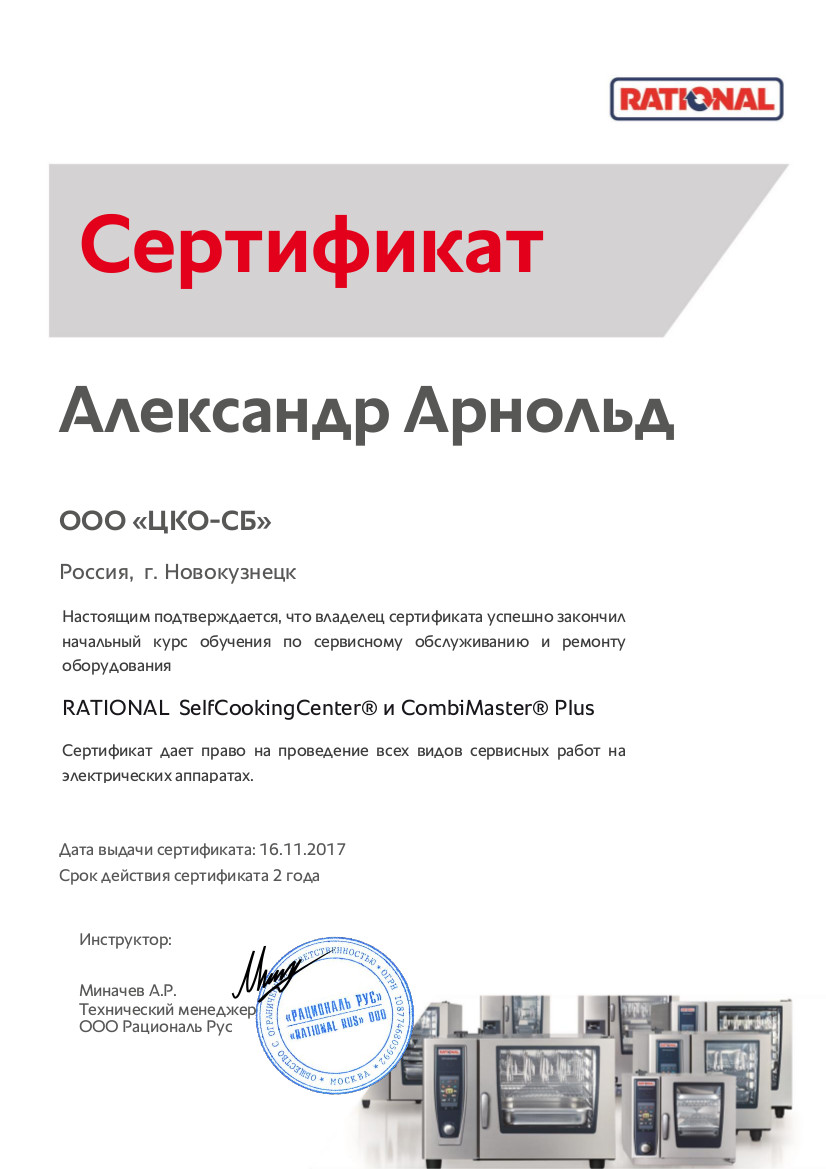 RATIONAL
Сертификат
Александр Арнольд
ООО «ЦКО-СБ»
Россия, г. Новокузнецк
Настоящим подтверждается, что владелец сертификата успешно закончил
начальный курс обучения по сервисному обслуживанию и ремонту
оборудования
RATIONAL SelfCookingCenter® и CombiMaster® Plus
Сертификат дает право на проведение всех видов сервисных работ на
электрических аппаратах.
Дата выдачи сертификата: 16.11.2017
Срок действия сертификата 2 года
Инструктор:
Миначев А.Р.
Технический менеджер
ООО Рациональ Рус
ОБЩЕСТВО С ОГРАНИЧЕННОЙ ОТВЕТСТВЕННОСТЬЮ * ОГРН 1087746805992 * МОСКВА *
«РАЦИОНАЛЬ РУС»
«RATIONAL RUS» ООО
RATIONAL
RATIONAL